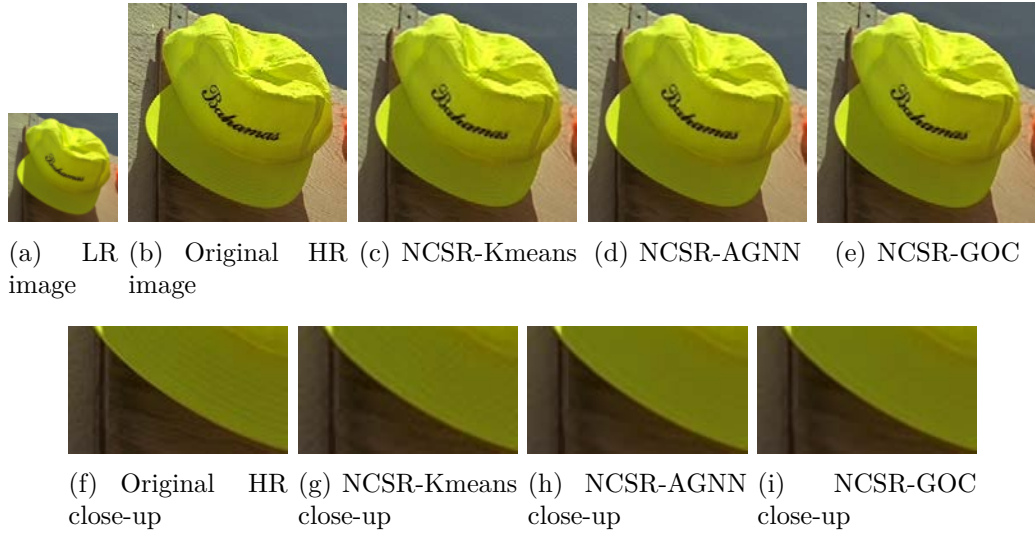 Bahamas
Bahamas
Bahamas
Bahamas
Bahamas
(a) LR image
(b) Original HR image
(c) NCSR-Kmeans
(d) NCSR-AGNN
(e) NCSR-GOC
(f) Original HR close-up
(g) NCSR-Kmeans close-up
(h) NCSR-AGNN close-up
(i) NCSR-GOC close-up